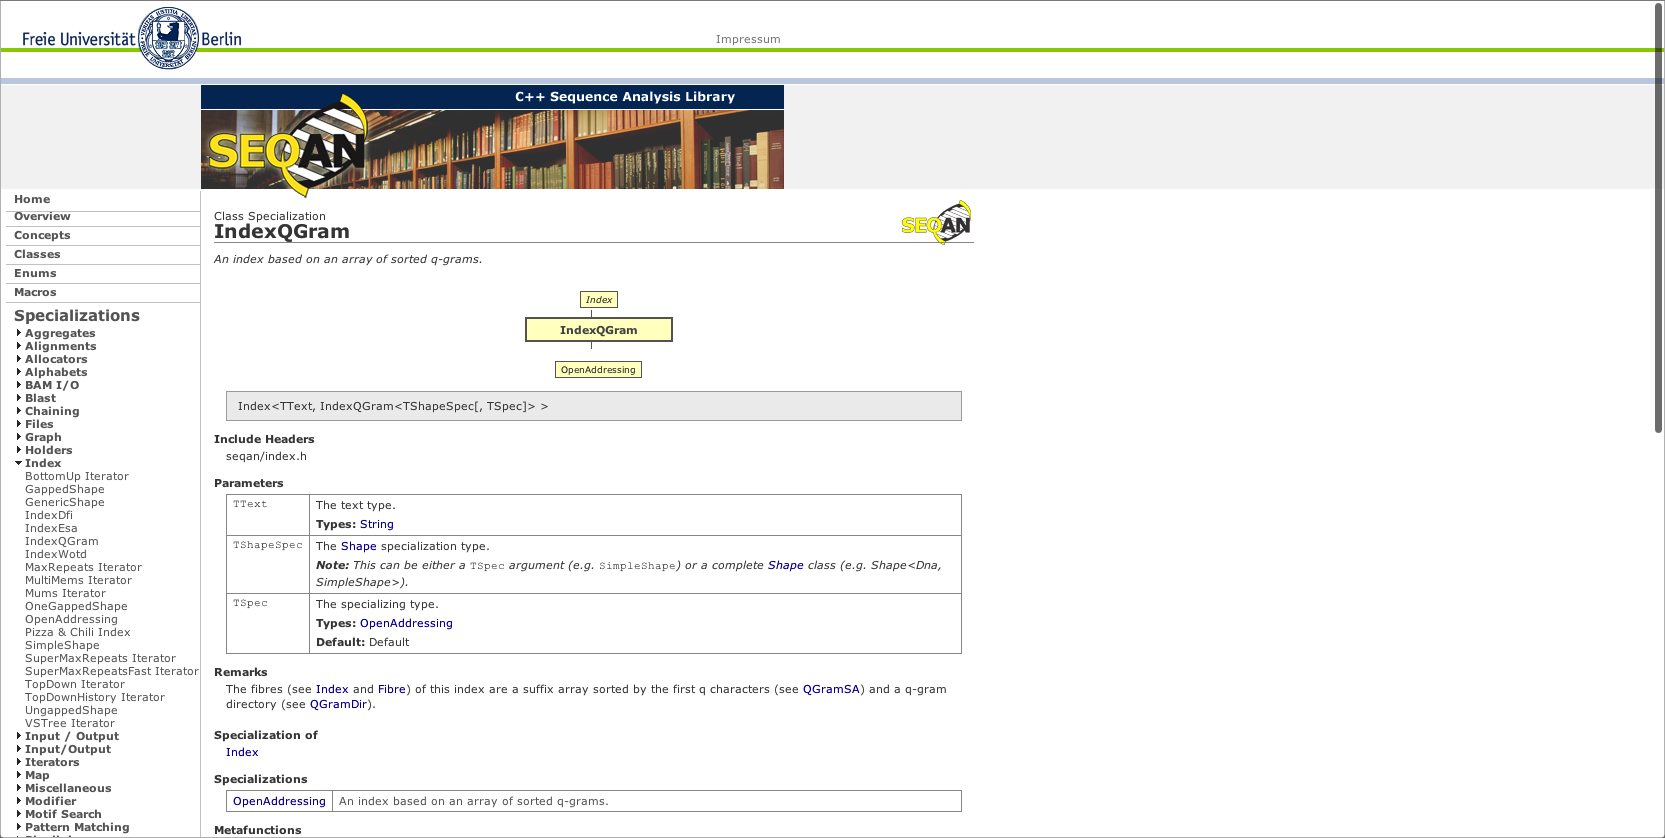 Freie Universität Berlin
Impressum
C++ Sequence Analysis Library
SEQAN
Home
Overview
Concepts
Classes
Enums
Macros
Specializations
Aggregates
Alignments
Allocators
Alphabets
BAM I/O
Blast
Chaining
Files
Graph
Holders
Index
BottomUp Iterator
GappedShape
GenericShape
IndexDfi
IndexEsa
IndexQGram
IndexWotd
MaxRepeats Iterator
MultiMems Iterator
Mums Iterator
OneGappedShape
OpenAddressing
Pizza & Chili Index
SimpleShape
SuperMaxRepeats Iterator
SuperMaxRepeatsFast Iterator
TopDown Iterator
TopDownHistory Iterator
UngappedShape
VSTree Iterator
Input / Output
Input/Output
Iterators
Map
Miscellaneous
Modifier
Motif Search
Pattern Matching
Class Specialization
IndexQGram
SEQAN
An index based on an array of sorted q-grams.
Index
IndexQGram
OpenAddressing
Index<TText, IndexQGram<TShapeSpec[, TSpec]> >
Include Headers
seqan/index.h
Parameters
TText The text type.
Types: String
TShapeSpec The Shape specialization type.
Note: This can be either a TSpec argument (e.g. SimpleShape) or a complete Shape class (e.g. Shape<Dna,
SimpleShape>).
TSpec The specializing type.
Types: OpenAddressing
Default: Default
Remarks
The fibres (see Index and Fibre) of this index are a suffix array sorted by the first q characters (see QGramSA) and a q-gram
directory (see QGramDir).
Specialization of
Index
Specializations
OpenAddressing An index based on an array of sorted q-grams.
Metafunctions